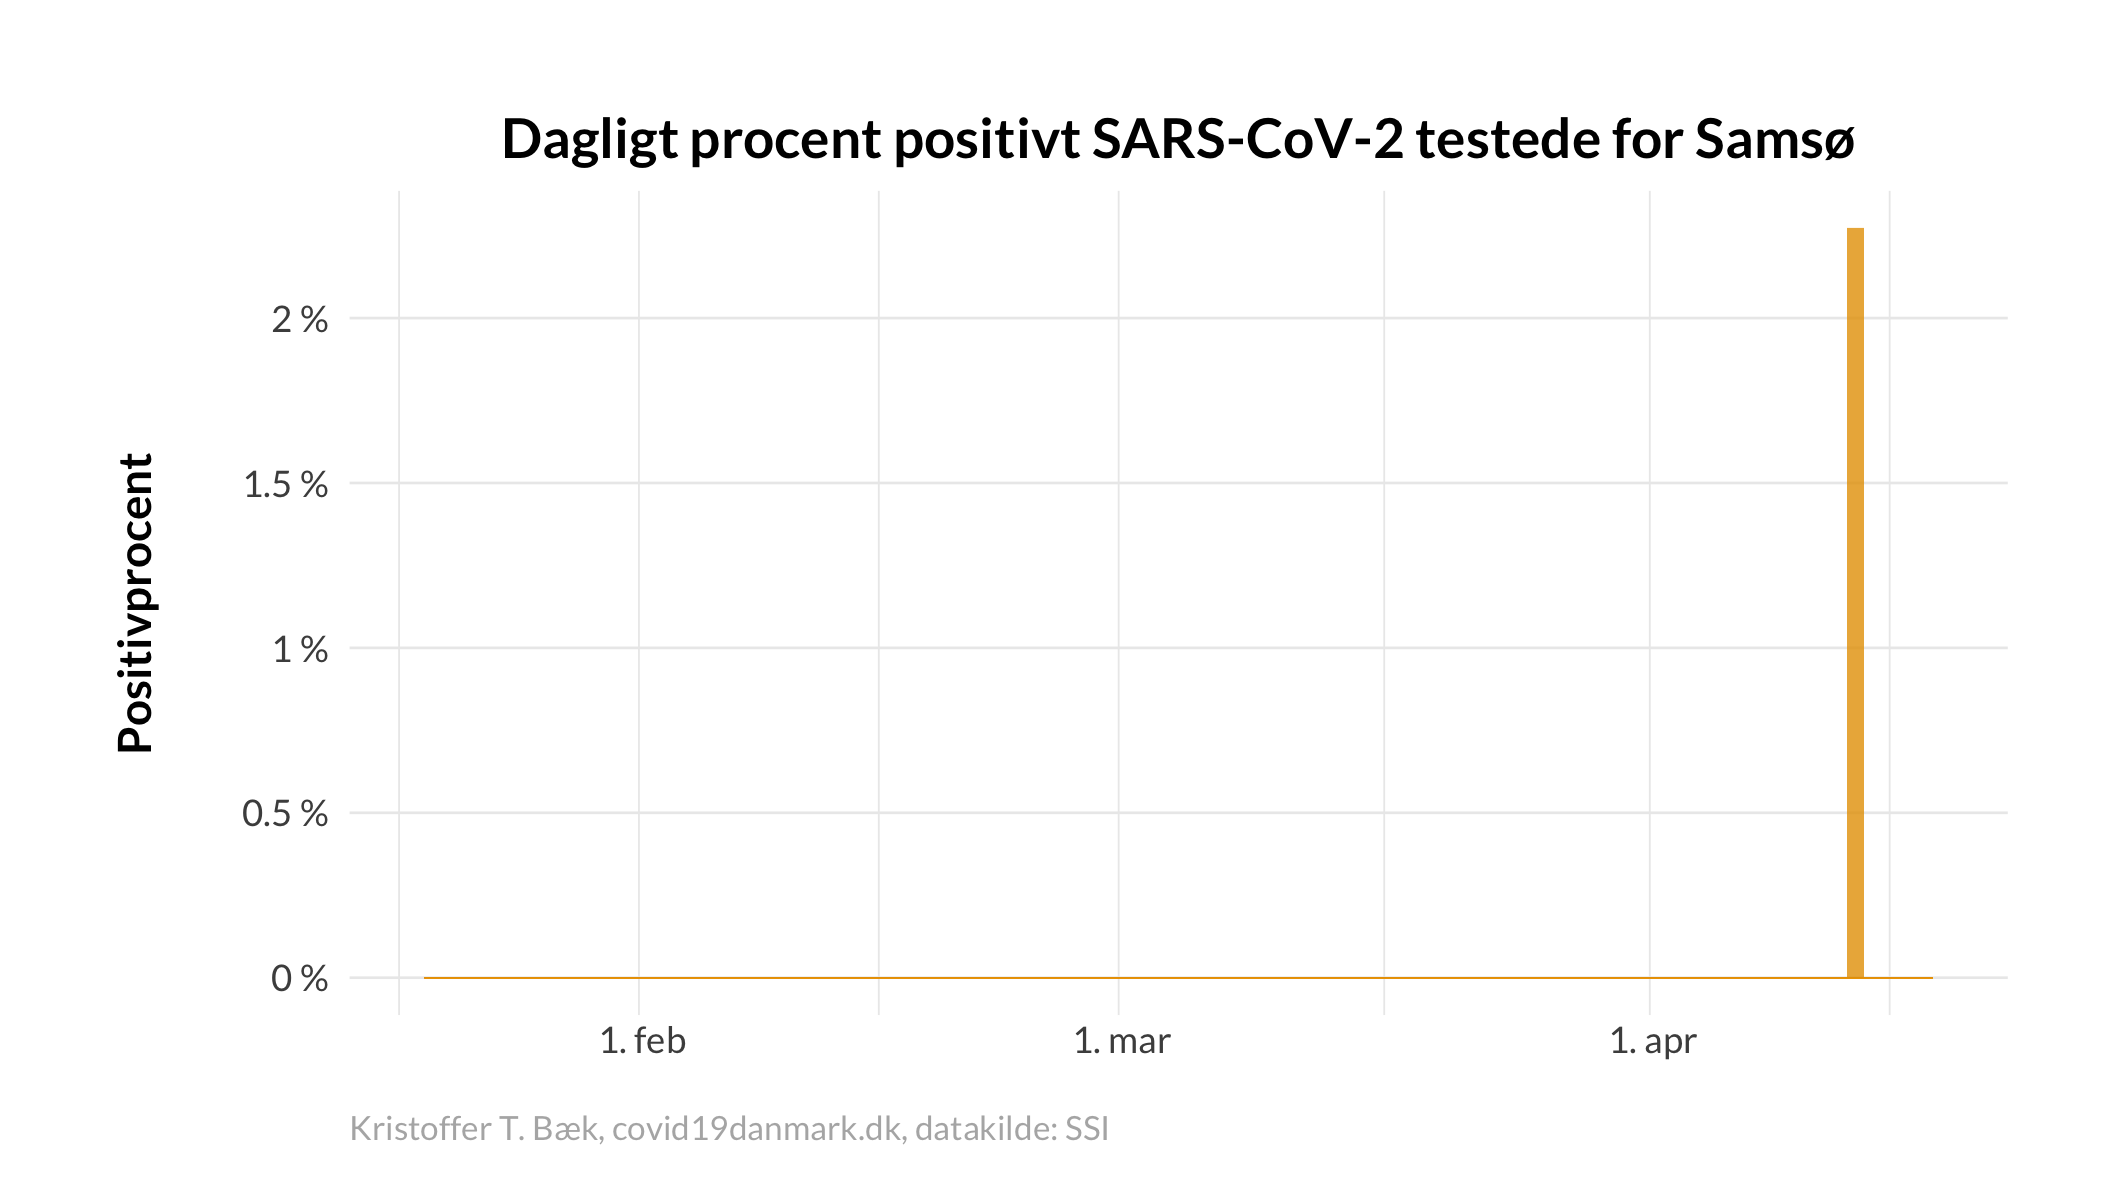 Dagligt procent positivt SARS-CoV-2 testede for Samsø
Positivprocent
2 %
1.5 %
1 %
0.5 %
0 %
1. feb
1. mar
1. apr
Kristoffer T. Bæk, covid19danmark.dk, datakilde: SSI